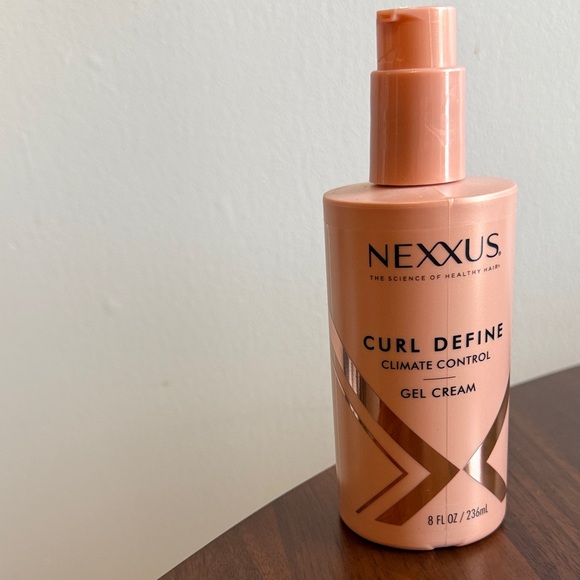 NEXXUS®
THE SCIENCE OF HEALTHY HAIR®
CURL DEFINE
CLIMATE CONTROL
GEL CREAM
8 FL OZ / 236mL